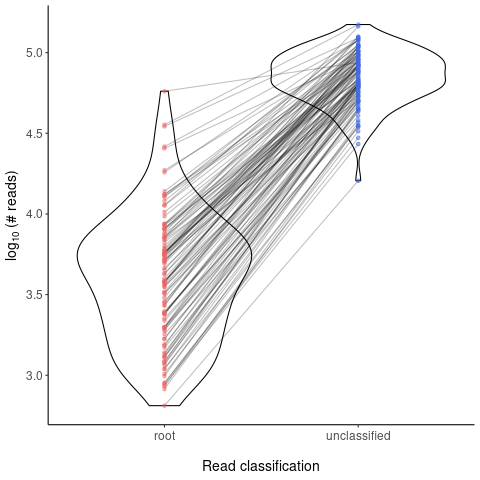 log₁₀ (# reads)
5.0
4.5
4.0
3.5
3.0
root unclassified
Read classification